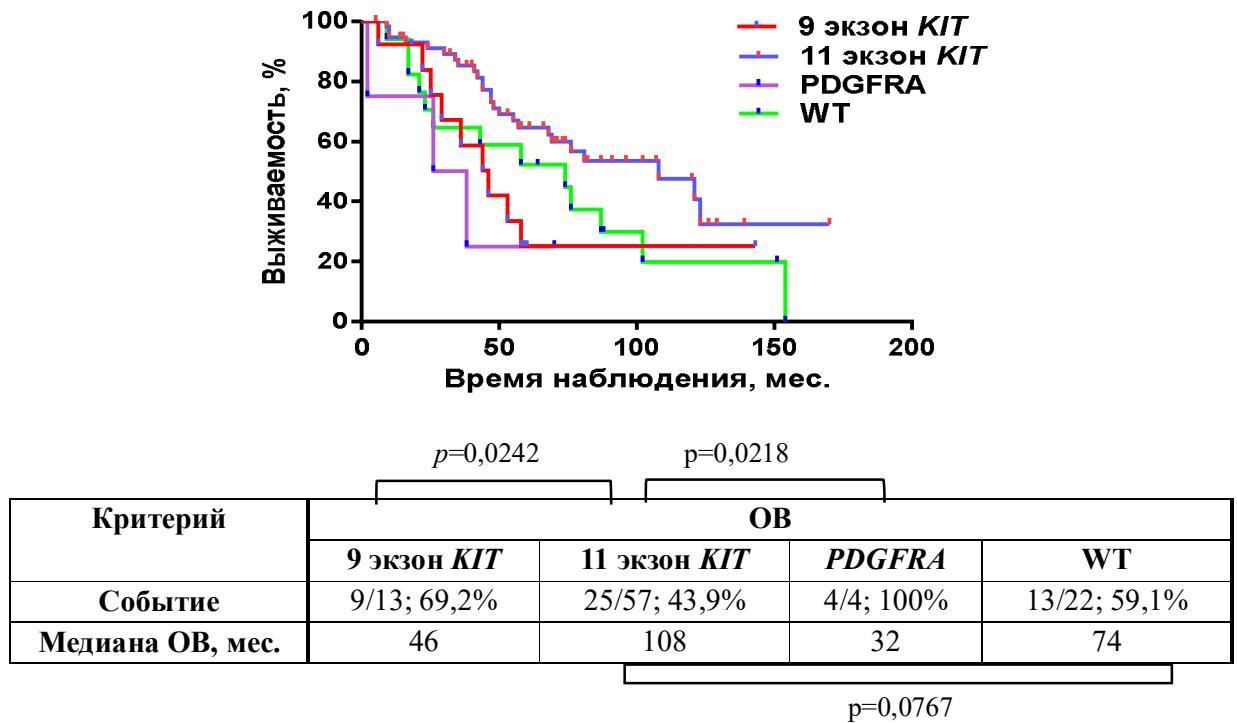 100
80
60
40
20
0
Выживаемость, %
0 50 100 150 200
Время наблюдения, мес.
9 экзон KIT
11 экзон KIT
PDGFRA
WT
p=0,0242 p=0,0218
Критерий ОВ
9 экзон KIT 11 экзон KIT PDGFRA WT
Событие 9/13; 69,2% 25/57; 43,9% 4/4; 100% 13/22; 59,1%
Медиана ОВ, мес. 46 108 32 74
p=0,0767